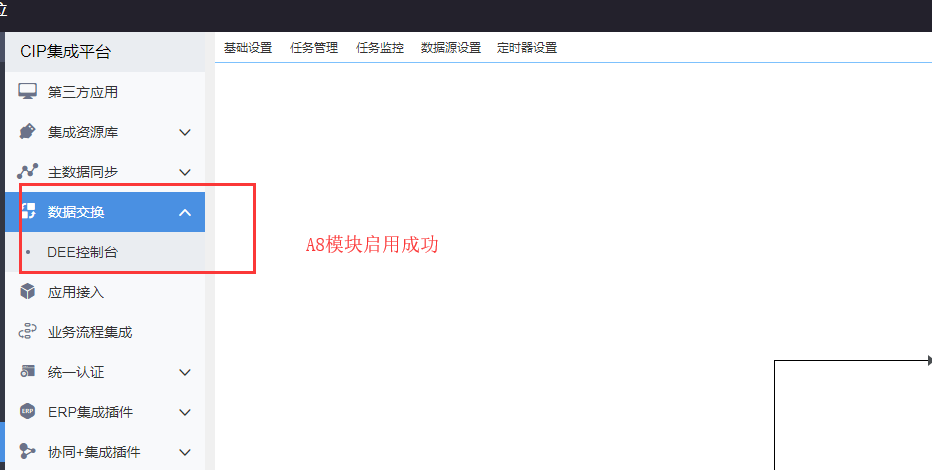 位
CIP集成平台
基础设置 任务管理 任务监控 数据源设置 定时器设置
第三方应用
集成资源库
主数据同步
数据交换
A8模块启用成功
DEE控制台
应用接入
业务流程集成
统一认证
ERP ERP集成插件
协同+集成插件